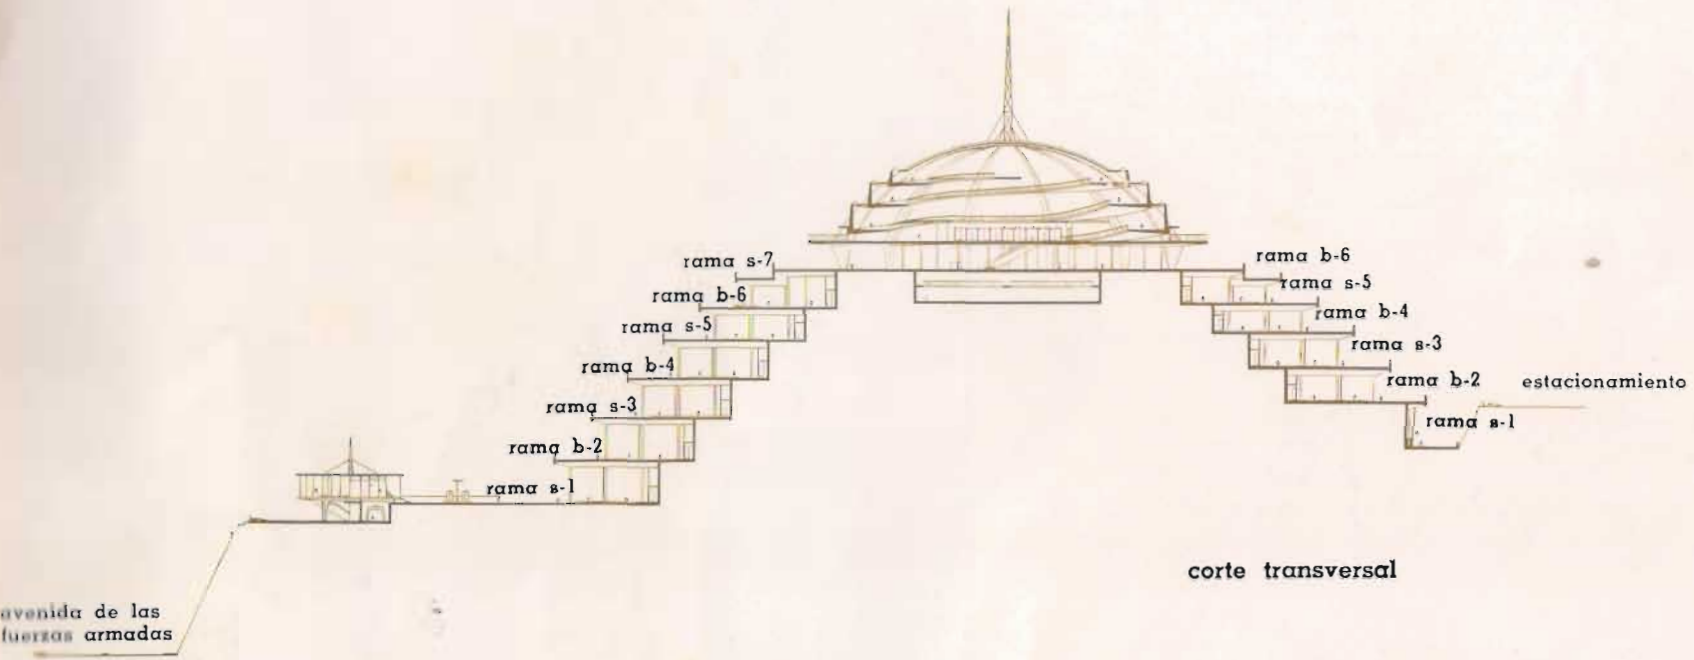 rama s-7
rama b-6
rama s-5
rama b-4
rama s-3
rama b-2
rama s-1
rama b-6
rama s-5
rama b-4
rama s-3
rama b-2
estacionamiento
rama s-1
corte transversal
avenida de las
fuerzas armadas